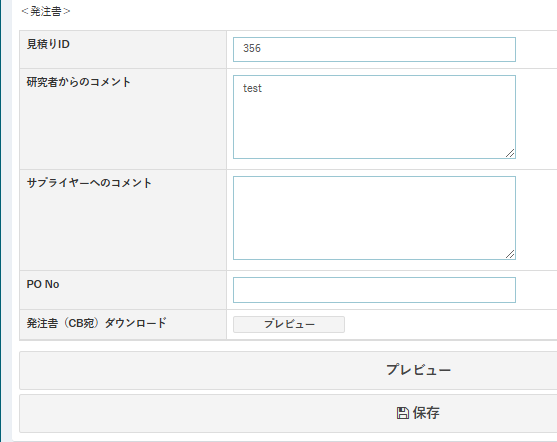 ＜発注書＞
見積りID
356
研究者からのコメント
test
サプライヤーへのコメント
PO No
発注書（CB宛）ダウンロード
プレビュー
プレビュー
保存